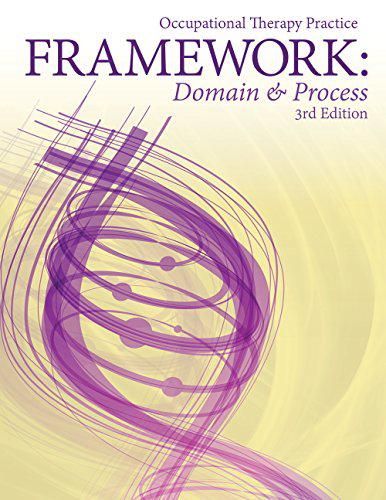 Occupational Therapy Practice
FRAMEWORK:
Domain & Process
3rd Edition